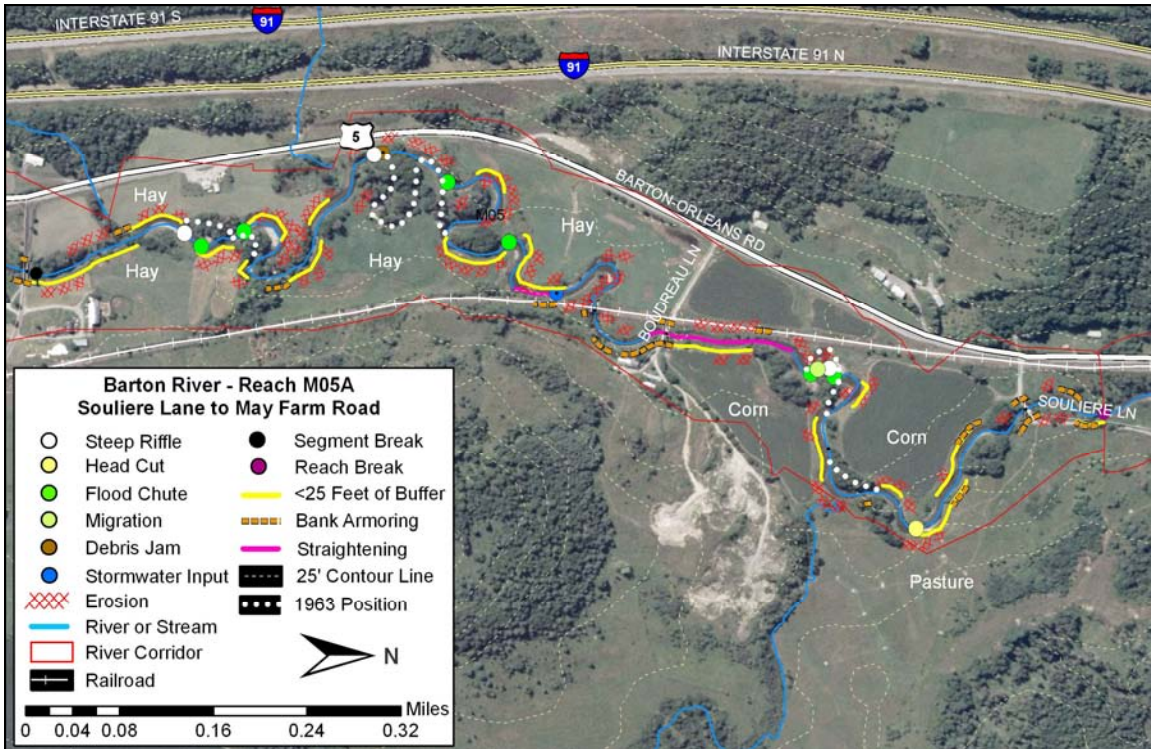 INTERSTATE 91 S
91
INTERSTATE 91 N
91
5
BARTON-ORLEANS RD
Hay
Hay
M05
Hay
Hay
BONDREAU LN
Corn
Corn
SOULIERE LN
Pasture
Barton River - Reach M05A
Souliere Lane to May Farm Road
Steep Riffle
Head Cut
Flood Chute
Migration
Debris Jam
Stormwater Input
Erosion
River or Stream
River Corridor
Railroad
Segment Break
Reach Break
<25 Feet of Buffer
Bank Armoring
Straightening
25' Contour Line
1963 Position
N
Miles
0 0.04 0.08 0.16 0.24 0.32